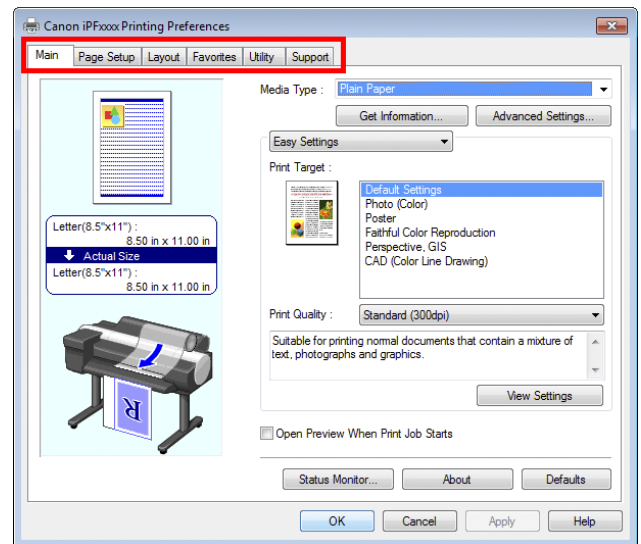 Canon iPFxxxx Printing Preferences
Main Page Setup Layout Favorites Utility Support
Media Type : Plain Paper
Get Information... Advanced Settings...
Easy Settings
Print Target :
Default Settings
Photo (Color)
Poster
Faithful Color Reproduction
Perspective, GIS
CAD (Color Line Drawing)
Letter(8.5"x11") :
8.50 in x 11.00 in
Actual Size
Letter(8.5"x11") :
8.50 in x 11.00 in
Print Quality : Standard (300dpi)
Suitable for printing normal documents that contain a mixture of
text, photographs and graphics.
View Settings
R
Open Preview When Print Job Starts
Status Monitor... About Defaults
OK Cancel Apply Help